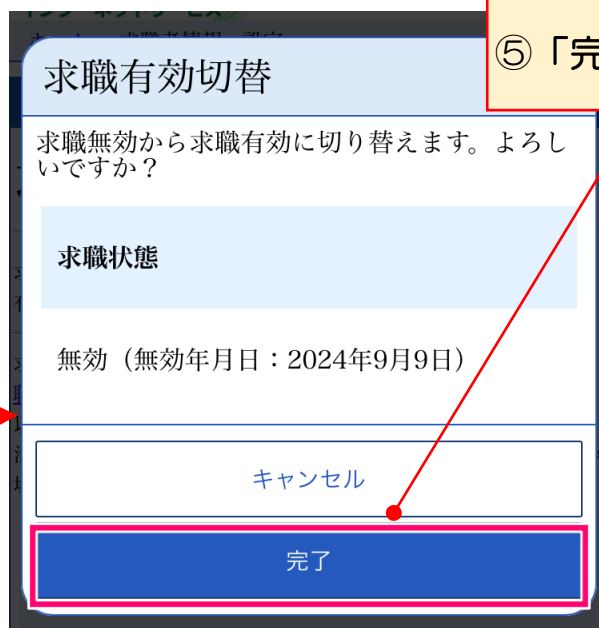 ⑤「完
求職有効切替
求職無効から求職有効に切り替えます。よろし
いですか？
求職状態
無効（無効年月日：2024年9月9日）
キャンセル
完了